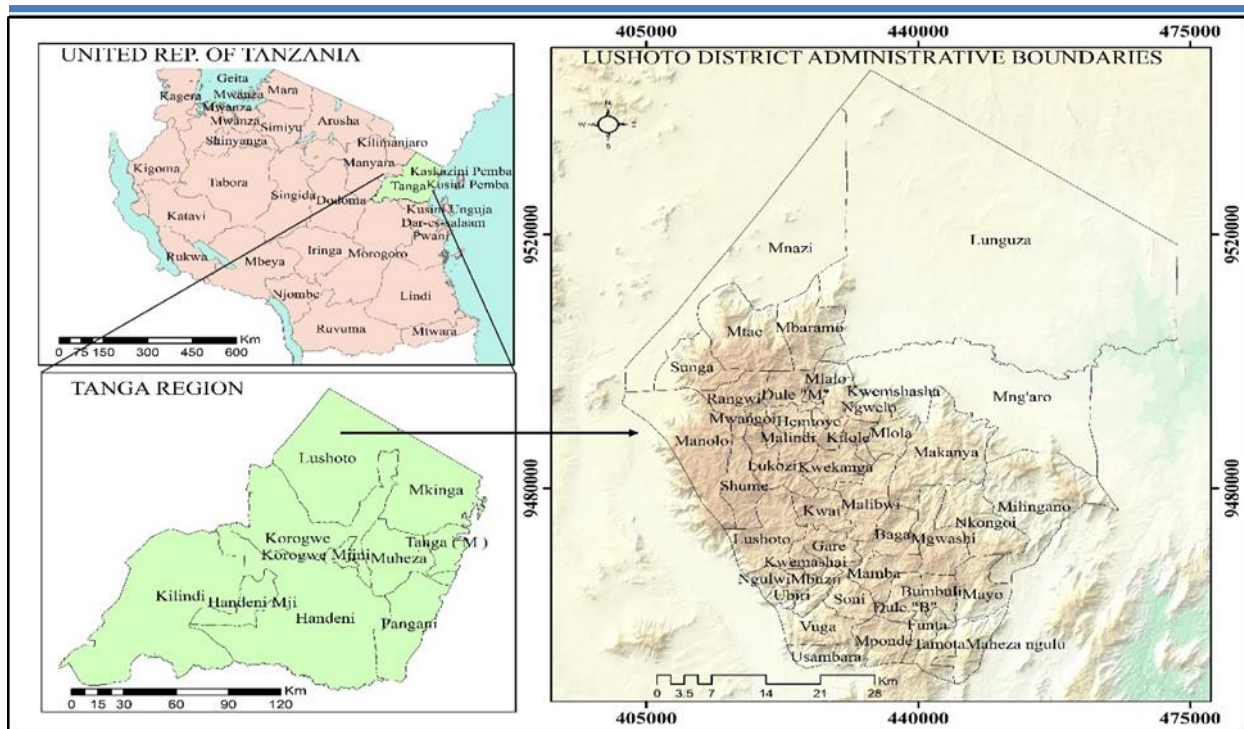 UNITED REP. OF TANZANIA
Geita
Kagera
Mwanza
Mara
Mwanza
Mwanza
Simiyu
Arusha
Shinyanga
Kilimanjaro
Kigoma
Manyara
Kaskazini Pemba
Tabora
Tanga
Kusini Pemba
Singida
Dodoma
Katavi
Kusini Unguja
Dar-es-salaam
Pwani
Iringa
Morogoro
Rukwa
Mbeya
Njombe
Lindi
Ruvuma
Mtwara
0 75 150 300 450 600 Km
TANGA REGION
Lushoto
Mkinga
Korogwe
Tanga ("M")
Korogwe Mjini
Muheza
Kilindi
Handeni Mji
Handeni
Pangani
0 15 30 60 90 120 Km
405000 440000 475000
LUSHOTO DISTRICT ADMINISTRATIVE BOUNDARIES
N
W E
S
9520000
9480000
9520000
9480000
Mnazi
Lunguza
Mtae
Mbaramo
Sunga
Mlalo
Rangwi
Dule "M"
Kwemshasha
Mng'aro
Ngwelo
Mwangoi
Hemtoye
Manolo
Malindi
Kilole
Mlola
Makanya
Lukozi
Kwekanga
Shume
Milingano
Kwai
Malibwi
Nkongoi
Lushoto
Baga
Mgwashi
Gare
Kwemashai
Ngulwi
Mbuzii
Mamba
Ubiri
Soni
Bumbuli
Mayo
Dule "B"
Vuga
Funta
Mponde
Tamota
Maheza ngulu
Usambara
0 3.5 7 14 21 28 Km
405000 440000 475000